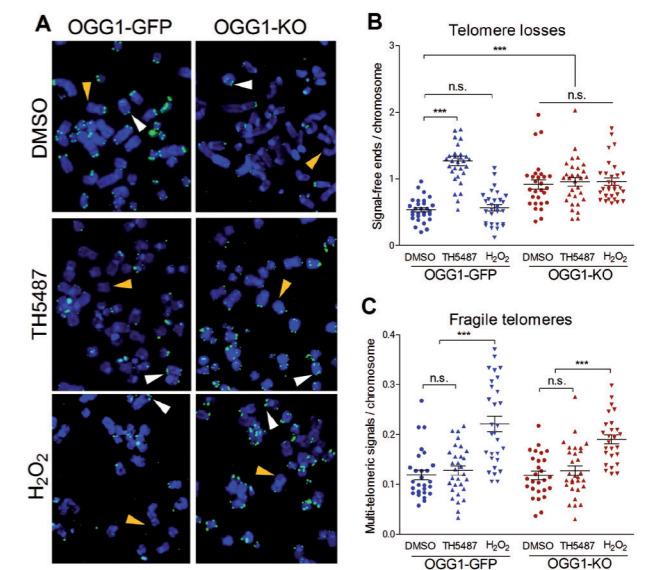 A
OGG1-GFP
OGG1-KO
DMSO
TH5487
H2O2
B
Telomere losses
Signal-free ends / chromosome
3
2
1
0
***
n.s.
***
n.s.
DMSO TH5487 H2O2 DMSO TH5487 H2O2
OGG1-GFP OGG1-KO
C
Fragile telomeres
Multi-telomeric signals / chromosome
0.4
0.3
0.2
0.1
0.0
***
n.s.
***
n.s.
DMSO TH5487 H2O2 DMSO TH5487 H2O2
OGG1-GFP OGG1-KO